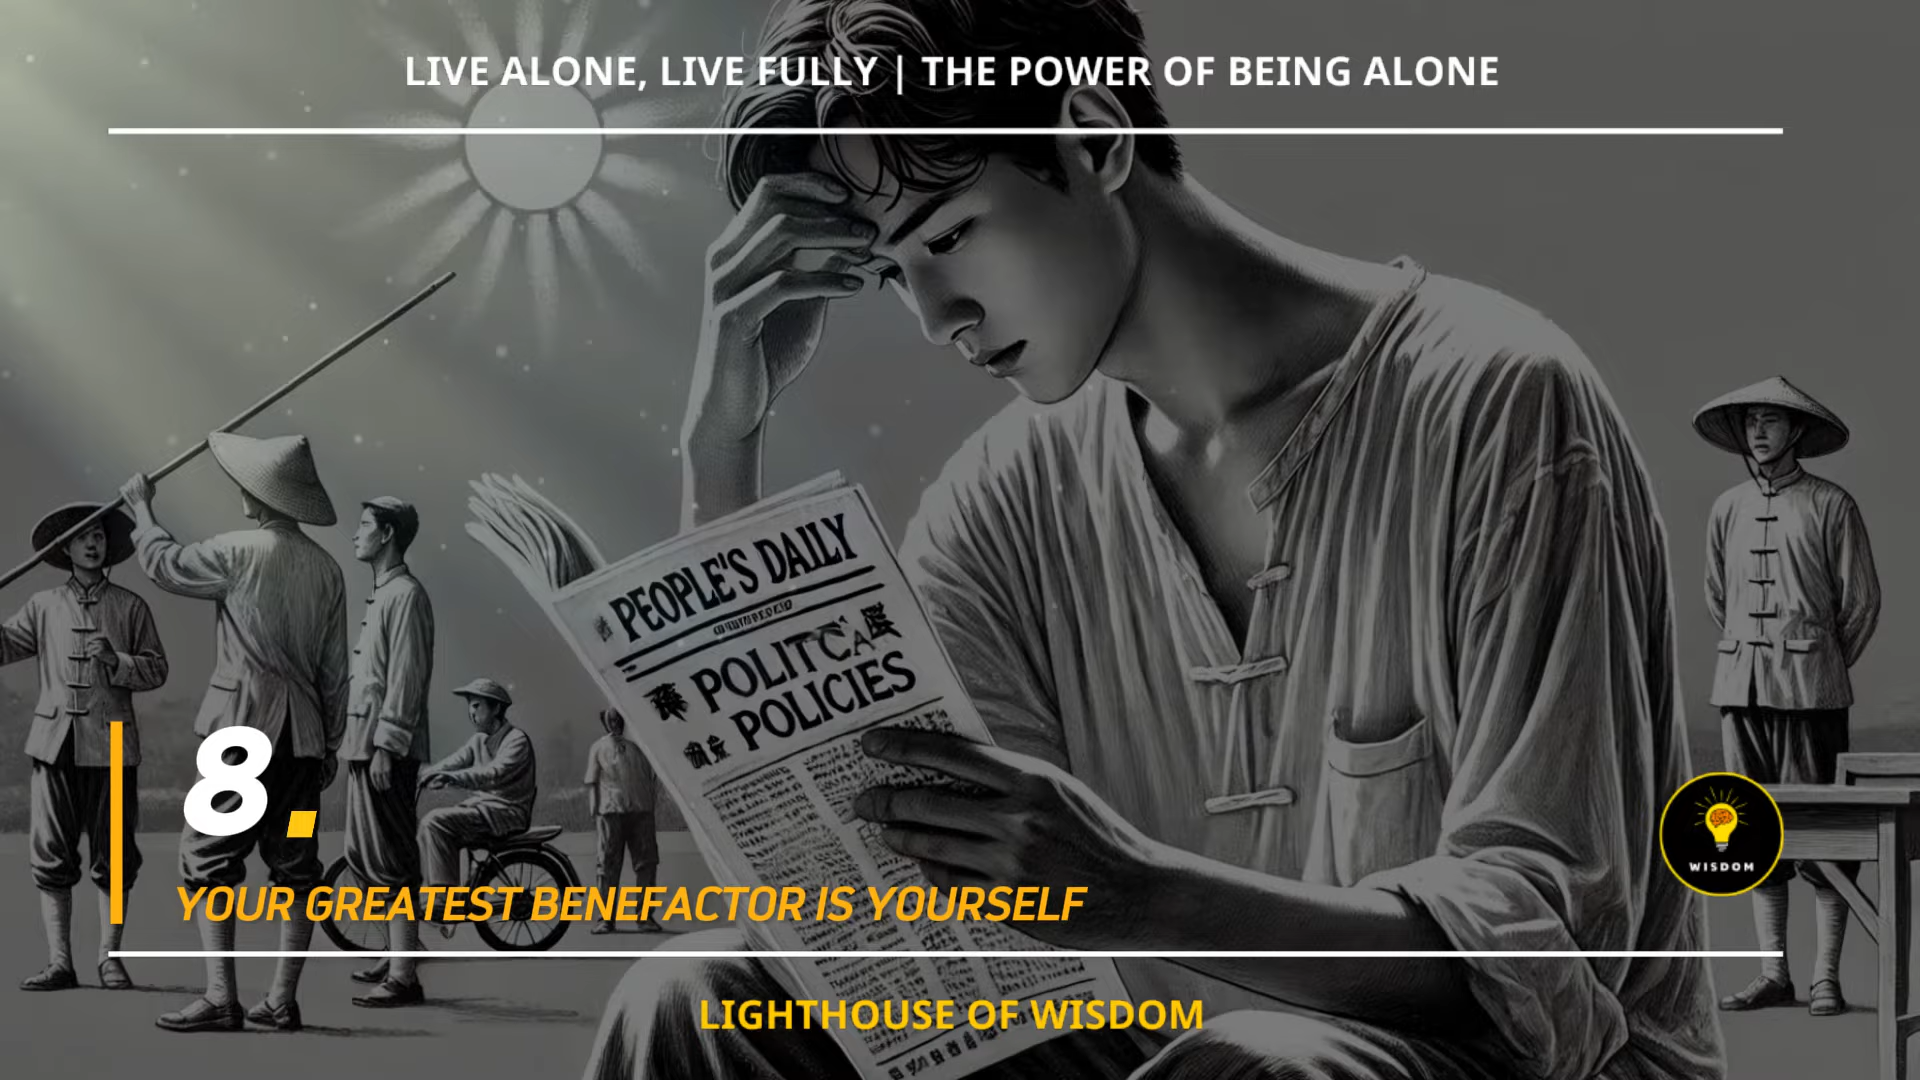 LIVE ALONE, LIVE FULLY | THE POWER OF BEING ALONE
PEOPLE'S DAILY
POLITCA
POLICIES
8.
YOUR GREATEST BENEFACTOR IS YOURSELF
WISDOM
LIGHTHOUSE OF WISDOM